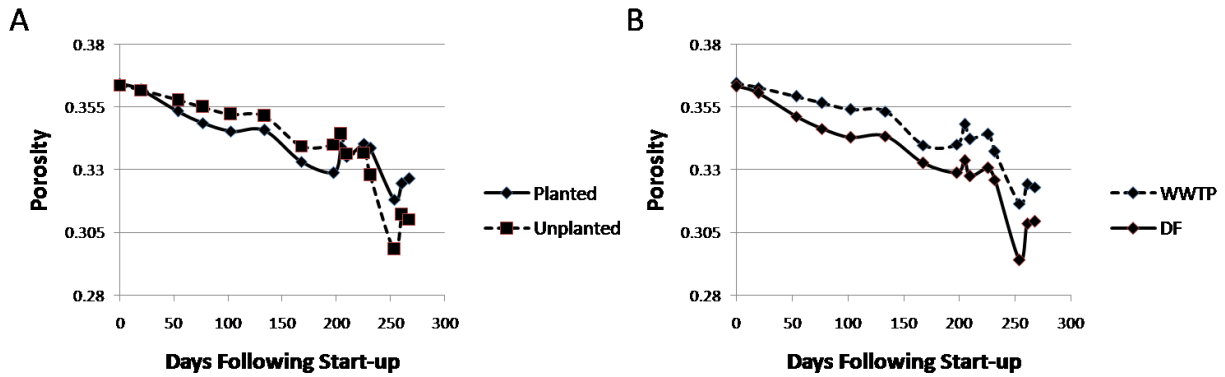 A
0.38
0.355
0.33
0.305
0.28
Porosity
0 50 100 150 200 250 300
Days Following Start-up
Planted
Unplanted
B
0.38
0.355
0.33
0.305
0.28
Porosity
0 50 100 150 200 250 300
Days Following Start-up
WWTP
DF